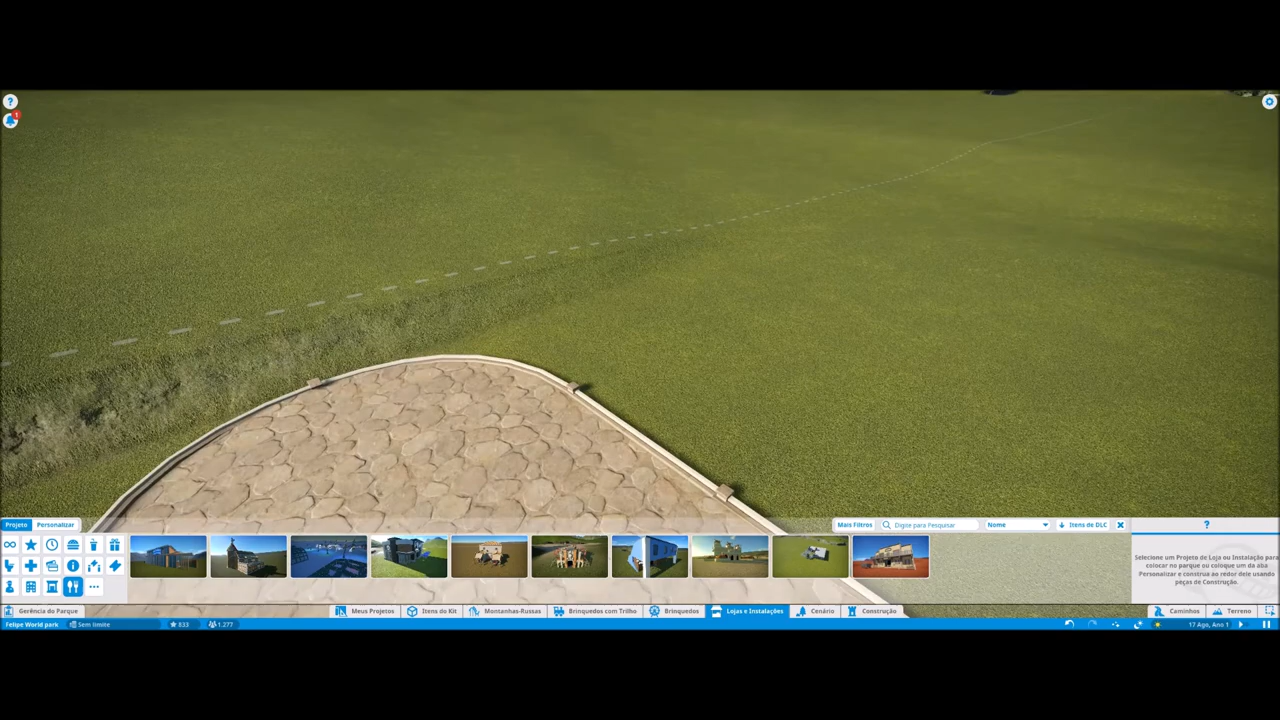 ?
1
Projeto
Personalizar
Mais Filtros
Digite para Pesquisar
Nome
Itens de DLC
?
Selecione um Projeto de Loja ou Instalação para
colocar no parque ou coloque um da aba
Personalizar e construa ao redor dele usando
peças de Construção.
Gerência do Parque
Meus Projetos
Itens do Kit
Montanhas-Russas
Brinquedos com Trilho
Brinquedos
Lojas e Instalações
Cenário
Construção
Caminhos
Terreno
Felipe World park
Sem limite
833
1.277
17 Ago, Ano 1